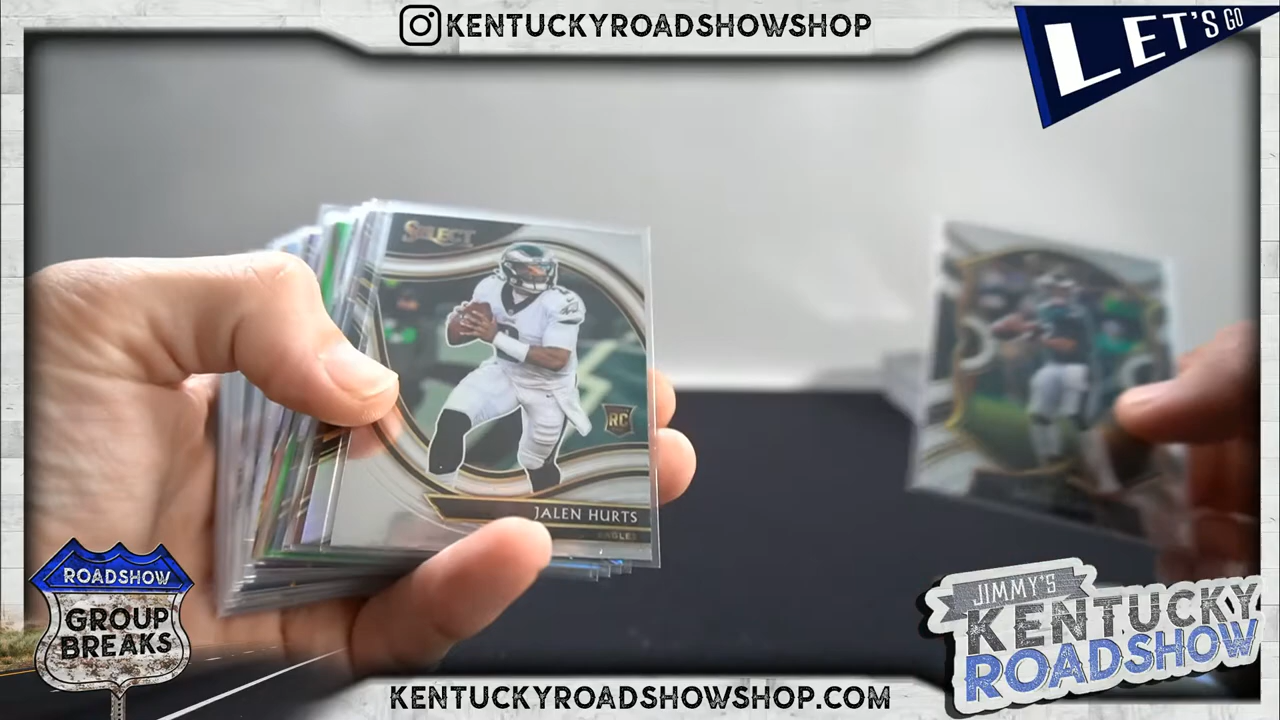 KENTUCKYROADSHOWSHOP
LET'S GO
SELECT
RC
JALEN HURTS
EAGLES
ROADSHOW
GROUP
BREAKS
JIMMY'S
KENTUCKY
ROADSHOW
KENTUCKYROADSHOWSHOP.COM